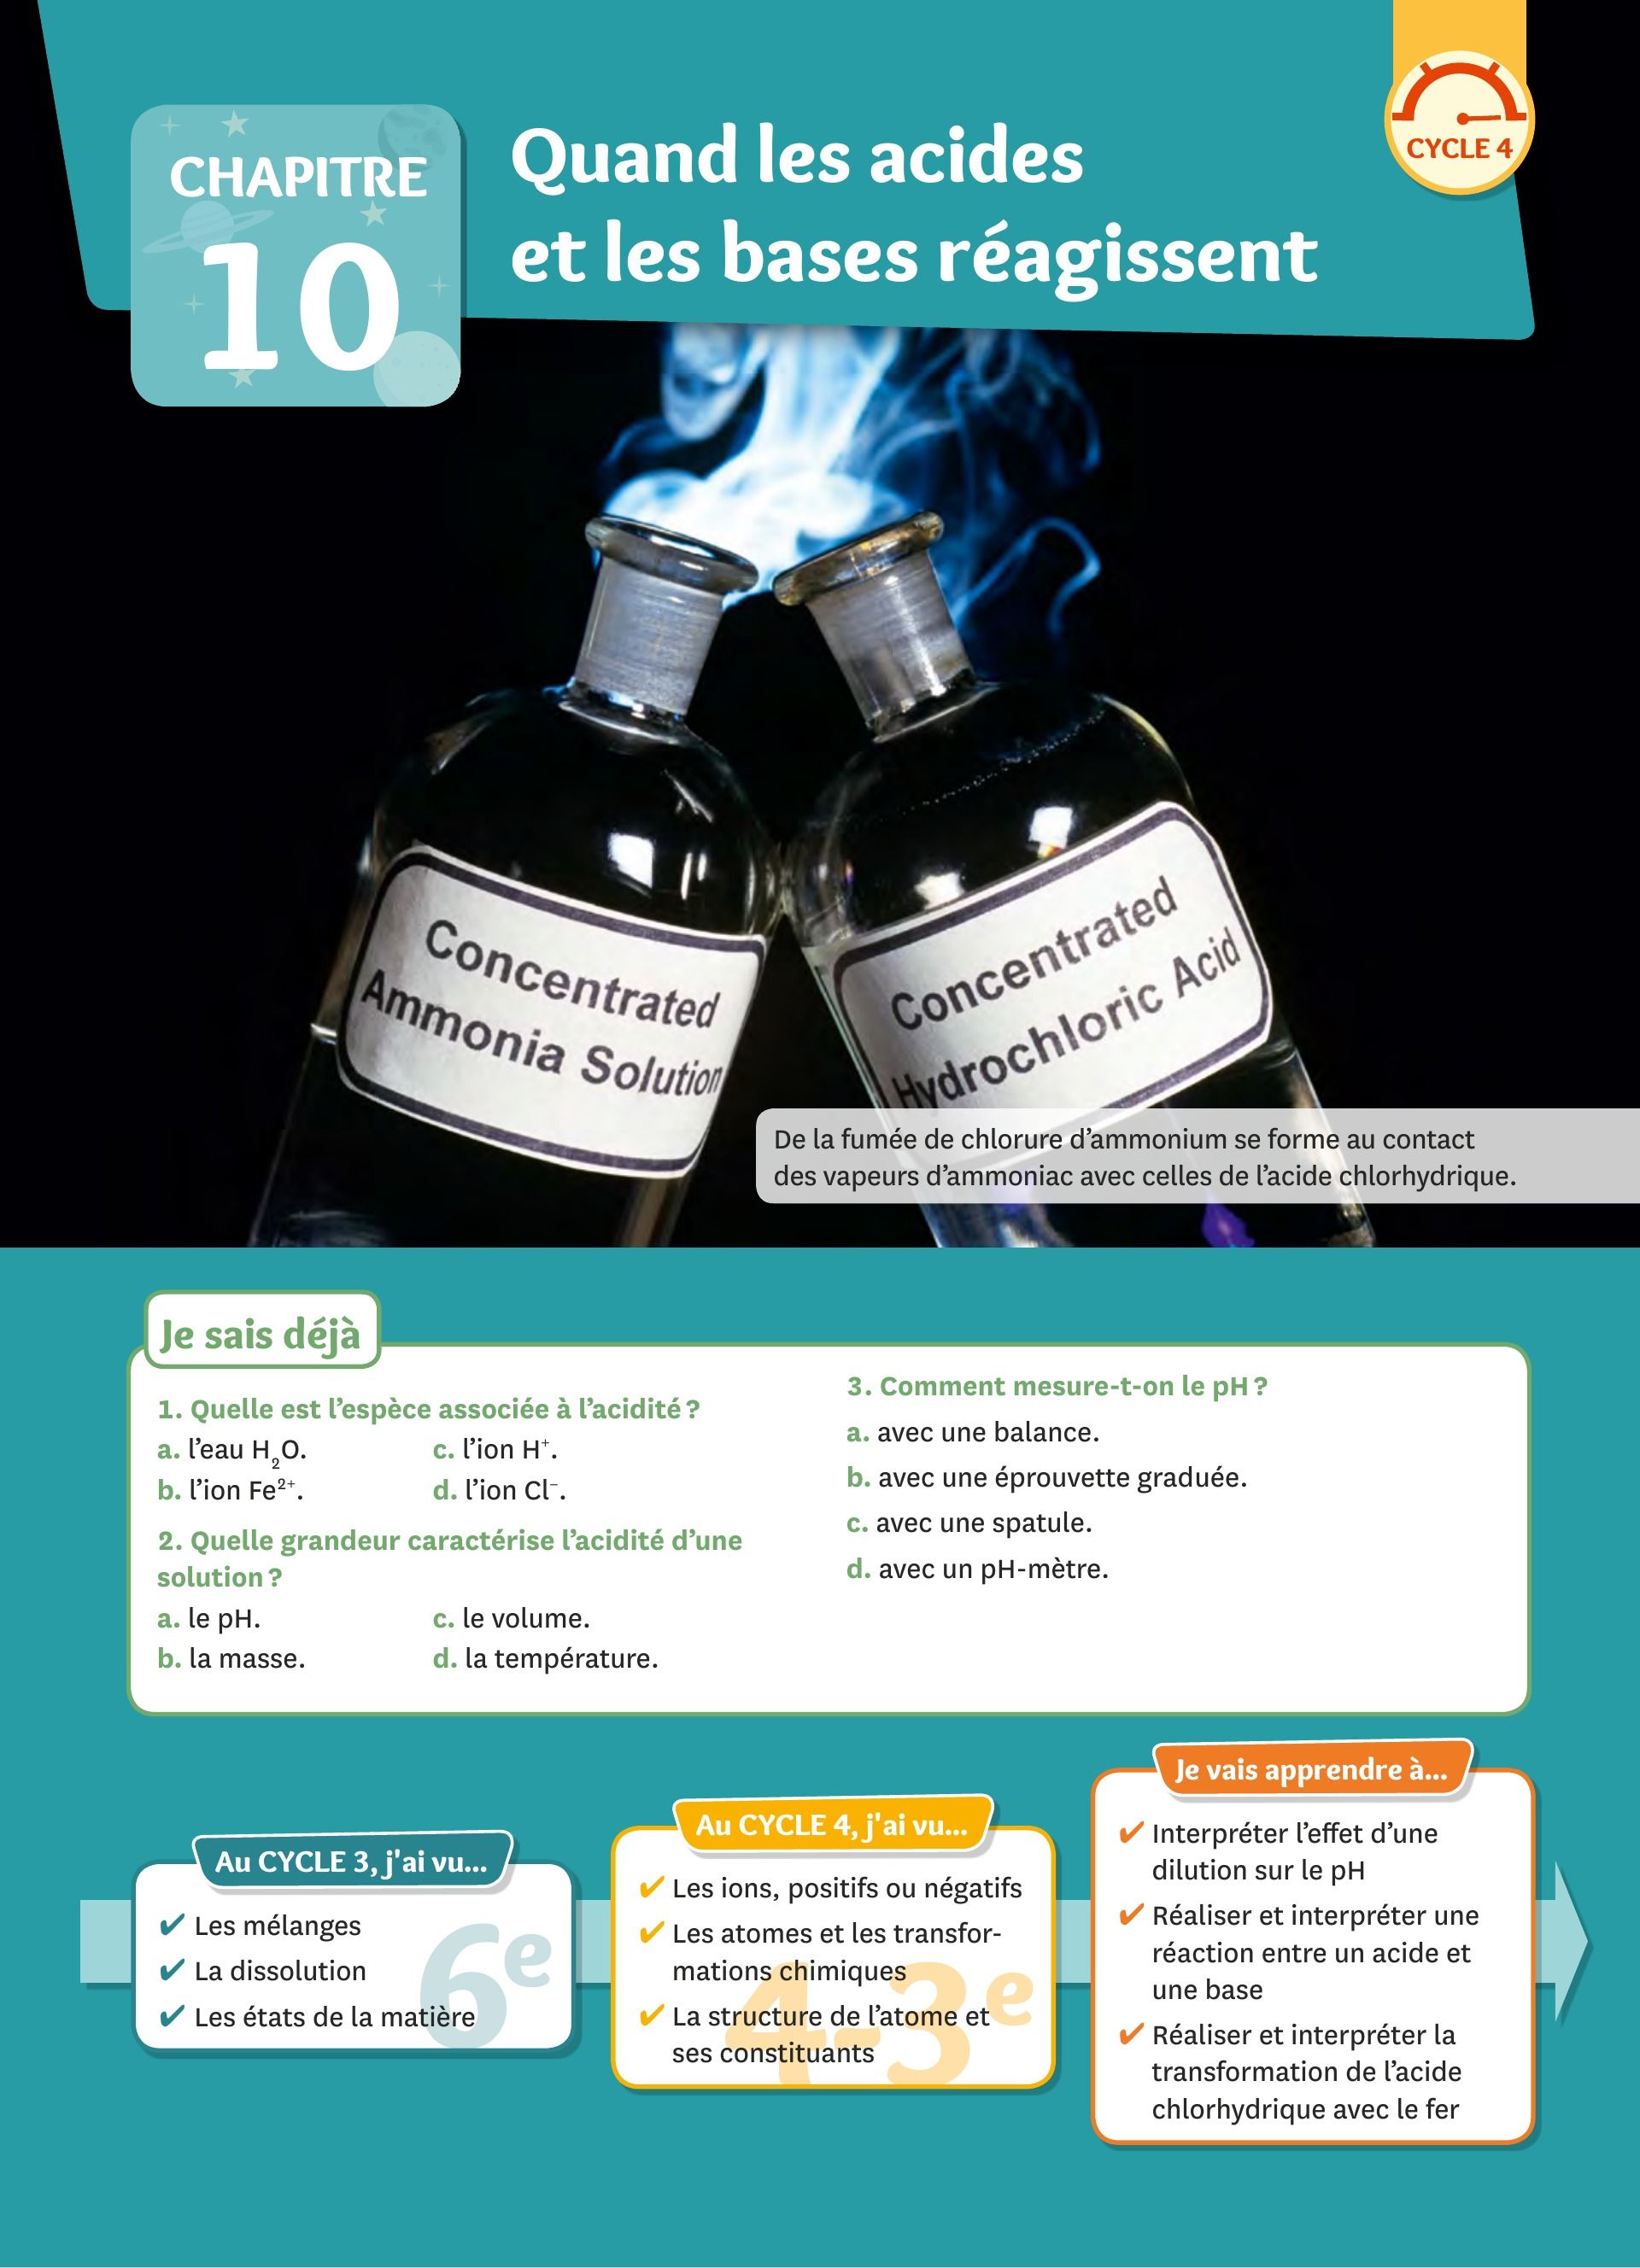 CHAPITRE
10
Quand les acides
et les bases réagissent
CYCLE 4
Concentrated
Ammonia Solution
Concentrated
Hydrochloric Acid
De la fumée de chlorure d’ammonium se forme au contact
des vapeurs d’ammoniac avec celles de l’acide chlorhydrique.
Je sais déjà
1. Quelle est l’espèce associée à l’acidité ?
a. l’eau H₂O.
c. l’ion H⁺.
b. l’ion Fe²⁺.
d. l’ion Cl⁻.
2. Quelle grandeur caractérise l’acidité d’une
solution ?
a. le pH.
c. le volume.
b. la masse.
d. la température.
3. Comment mesure-t-on le pH ?
a. avec une balance.
b. avec une éprouvette graduée.
c. avec une spatule.
d. avec un pH-mètre.
Au CYCLE 3, j'ai vu...
✔ Les mélanges
✔ La dissolution
✔ Les états de la matière
6e
Au CYCLE 4, j'ai vu...
✔ Les ions, positifs ou négatifs
✔ Les atomes et les transfor-
mations chimiques
✔ La structure de l’atome et
ses constituants
4-3e
Je vais apprendre à...
✔ Interpréter l’effet d’une
dilution sur le pH
✔ Réaliser et interpréter une
réaction entre un acide et
une base
✔ Réaliser et interpréter la
transformation de l’acide
chlorhydrique avec le fer